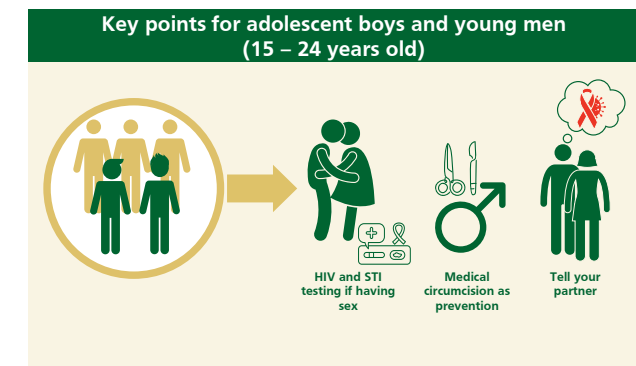 Key points for adolescent boys and young men
(15 – 24 years old)
HIV and STI
testing if having
sex
Medical
circumcision as
prevention
Tell your
partner